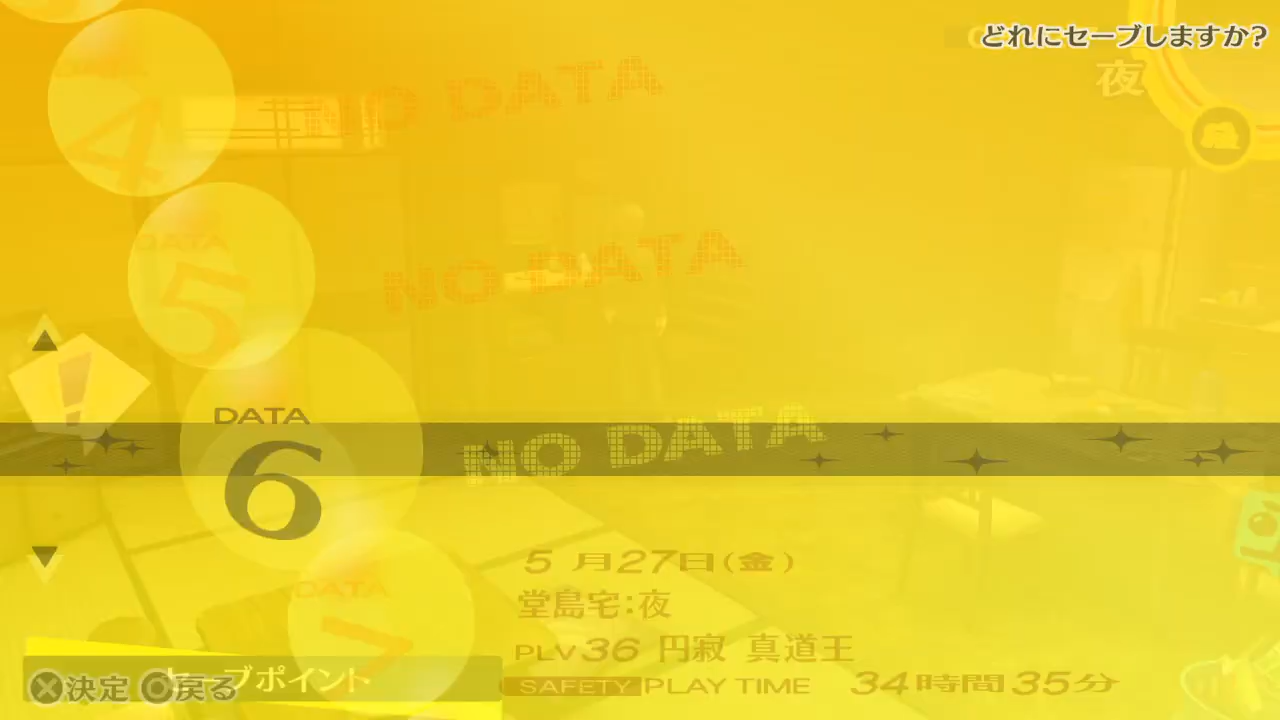 どれにセーブしますか?
夜
DATA
4
NO DATA
DATA
5
NO DATA
!
DATA
6
NO DATA
5月27日(金)
堂島宅:夜
DATA
7
PLV 36 円寂 真道王
SAFETY PLAY TIME 34時間35分
セーブポイント
決定 戻る